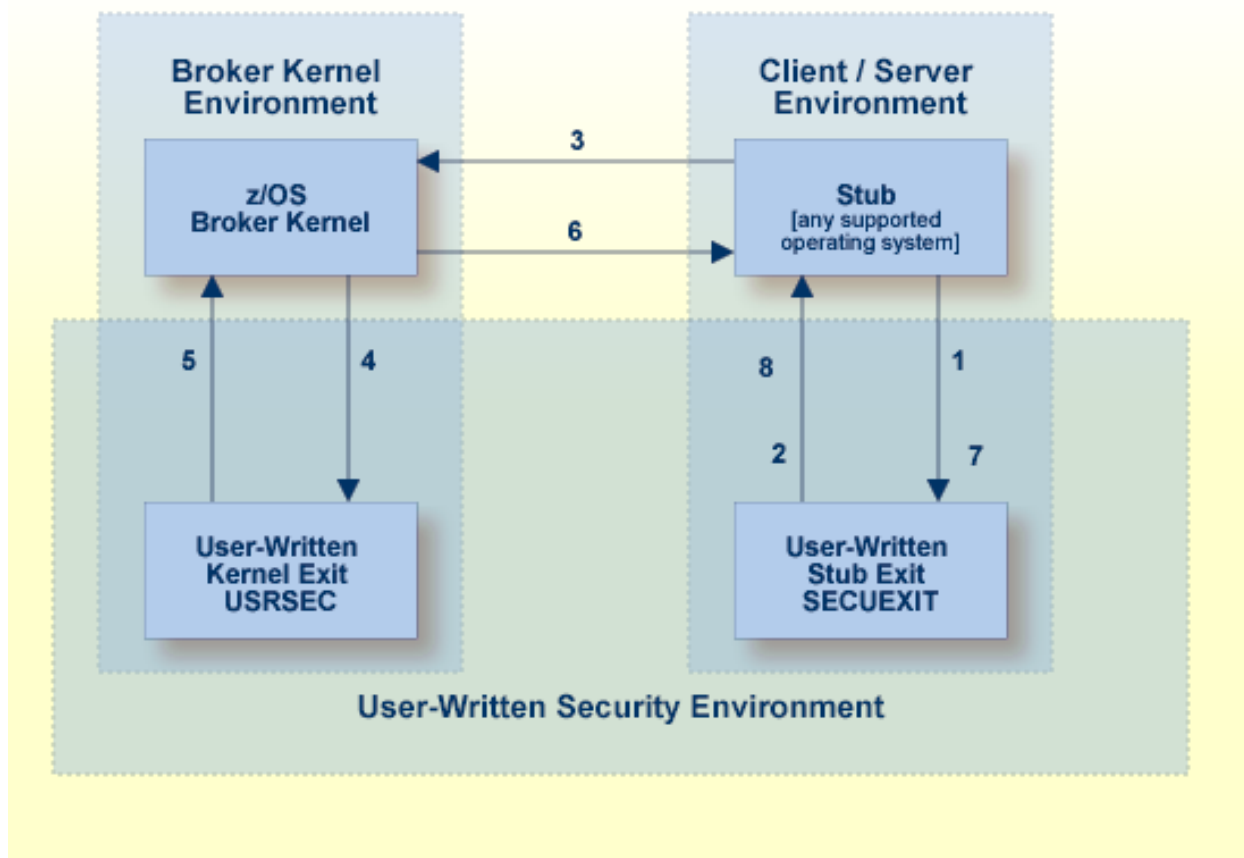 Broker Kernel
Environment
Client / Server
Environment
3
z/OS
Broker Kernel
Stub
[any supported
operating system]
6
5
4
8
1
2
7
User-Written
Kernel Exit
USRSEC
User-Written
Stub Exit
SECUEXIT
User-Written Security Environment